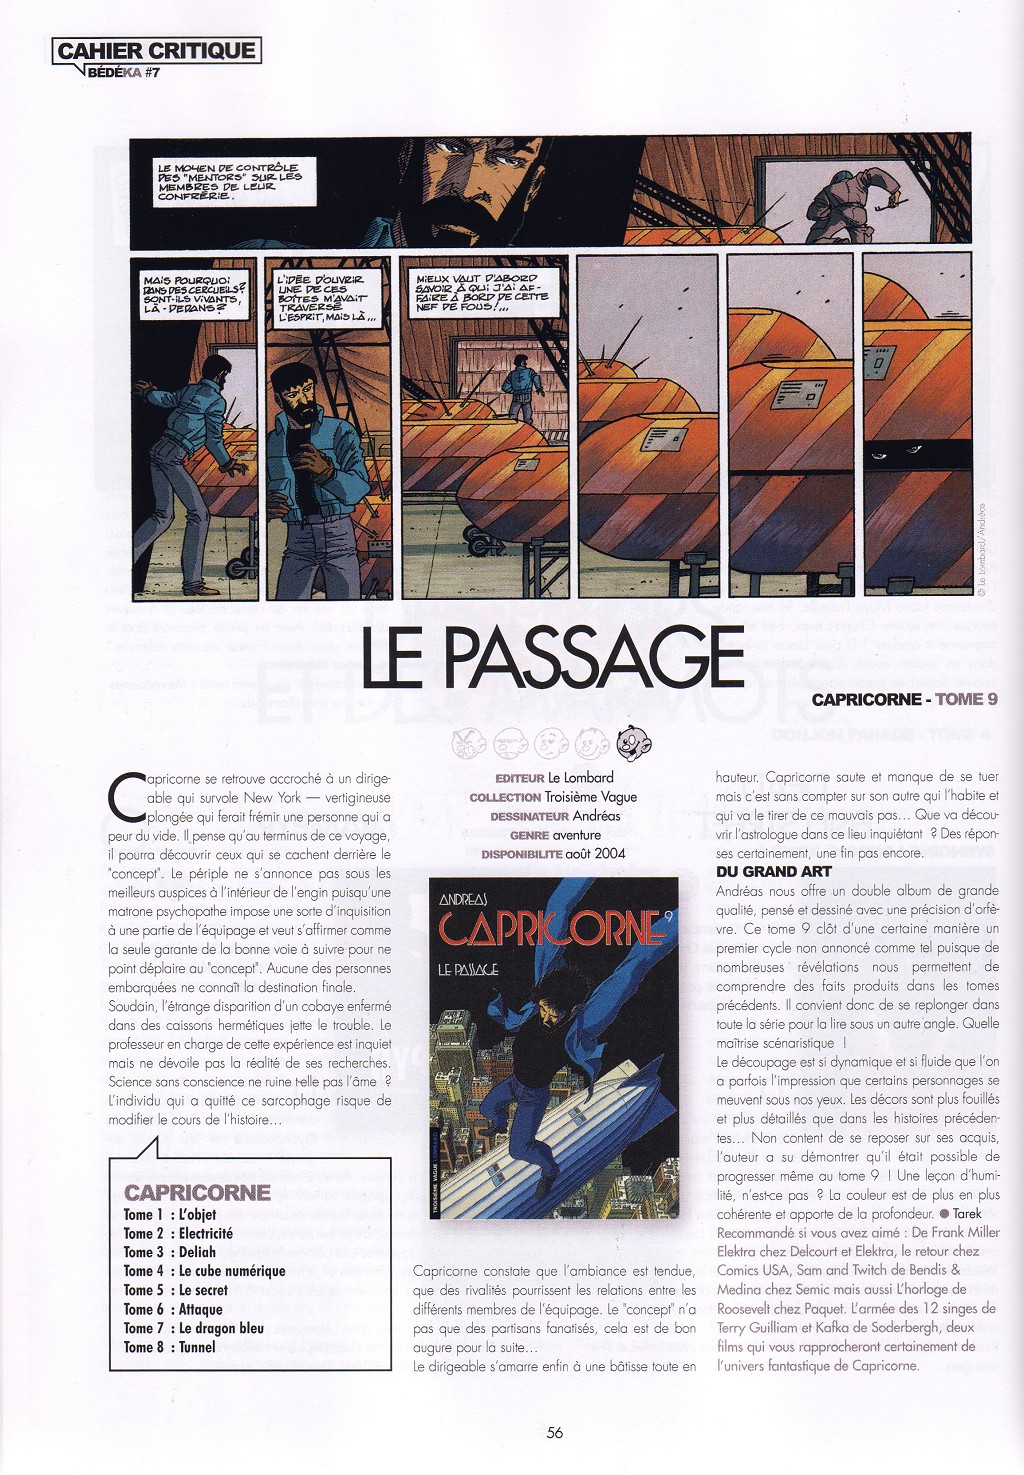 CAHIER CRITIQUE
BÉDÉKA #7
LE MOYEN DE CONTRÔLE
DES "MENTORS" SUR LES
MEMBRES DE LEUR
CONFRÉRIE.
MAIS POURQUOI
DANS DES CERCUEILS?
SONT-ILS VIVANTS,
LÀ-DEDANS?
L'IDÉE D'OUVRIR
UNE DE CES
BOÎTES M'AVAIT
TRAVERSÉ
L'ESPRIT, MAIS LÀ...
MIEUX VAUT D'ABORD
SAVOIR À QUI J'AI AF-
FAIRE À BORD DE CETTE
NEF DE FOUS!...
© Le Lombard/Andréas
LE PASSAGE
CAPRICORNE - TOME 9
Capricorne se retrouve accroché à un dirige-
able qui survole New York — vertigineuse
plongée qui ferait frémir une personne qui a
peur du vide. Il pense qu'au terminus de ce voyage,
il pourra découvrir ceux qui se cachent derrière le
"concept". Le périple ne s'annonce pas sous les
meilleurs auspices à l'intérieur de l'engin puisqu'une
matrone psychopathe impose une sorte d'inquisition
à une partie de l'équipage et veut s'affirmer comme
la seule garante de la bonne voie à suivre pour ne
point déplaire au "concept". Aucune des personnes
embarquées ne connaît la destination finale.
Soudain, l'étrange disparition d'un cobaye enfermé
dans des caissons hermétiques jette le trouble. Le
professeur en charge de cette expérience est inquiet
mais ne dévoile pas la réalité de ses recherches.
Science sans conscience ne ruine t-elle pas l'âme ?
L'individu qui a quitté ce sarcophage risque de
modifier le cours de l'histoire...
CAPRICORNE
Tome 1 : L'objet
Tome 2 : Electricité
Tome 3 : Deliah
Tome 4 : Le cube numérique
Tome 5 : Le secret
Tome 6 : Attaque
Tome 7 : Le dragon bleu
Tome 8 : Tunnel
EDITEUR Le Lombard
COLLECTION Troisième Vague
DESSINATEUR Andréas
GENRE aventure
DISPONIBILITE août 2004
ANDREAS
CAPRICORNE 9
LE PASSAGE
TROISIÈME VAGUE LOMBARD
Capricorne constate que l'ambiance est tendue,
que des rivalités pourrissent les relations entre les
différents membres de l'équipage. Le "concept" n'a
pas que des partisans fanatisés, cela est de bon
augure pour la suite...
Le dirigeable s'amarre enfin à une bâtisse toute en
hauteur. Capricorne saute et manque de se tuer
mais c'est sans compter sur son autre qui l'habite et
qui va le tirer de ce mauvais pas... Que va décou-
vrir l'astrologue dans ce lieu inquiétant ? Des répon-
ses certainement, une fin pas encore.
DU GRAND ART
Andréas nous offre un double album de grande
qualité, pensé et dessiné avec une précision d'orfè-
vre. Ce tome 9 clôt d'une certaine manière un
premier cycle non annoncé comme tel puisque de
nombreuses révélations nous permettent de
comprendre des faits produits dans les tomes
précédents. Il convient donc de se replonger dans
toute la série pour la lire sous un autre angle. Quelle
maîtrise scénaristique !
Le découpage est si dynamique et si fluide que l'on
a parfois l'impression que certains personnages se
meuvent sous nos yeux. Les décors sont plus fouillés
et plus détaillés que dans les histoires précéden-
tes... Non content de se reposer sur ses acquis,
l'auteur a su démontrer qu'il était possible de
progresser même au tome 9 ! Une leçon d'humi-
lité, n'est-ce pas ? La couleur est de plus en plus
cohérente et apporte de la profondeur. ● Tarek
Recommandé si vous avez aimé : De Frank Miller
Elektra chez Delcourt et Elektra, le retour chez
Comics USA, Sam and Twitch de Bendis &
Medina chez Semic mais aussi L'horloge de
Roosevelt chez Paquet. L'armée des 12 singes de
Terry Guilliam et Kafka de Soderbergh, deux
films qui vous rapprocheront certainement de
l'univers fantastique de Capricorne.
56